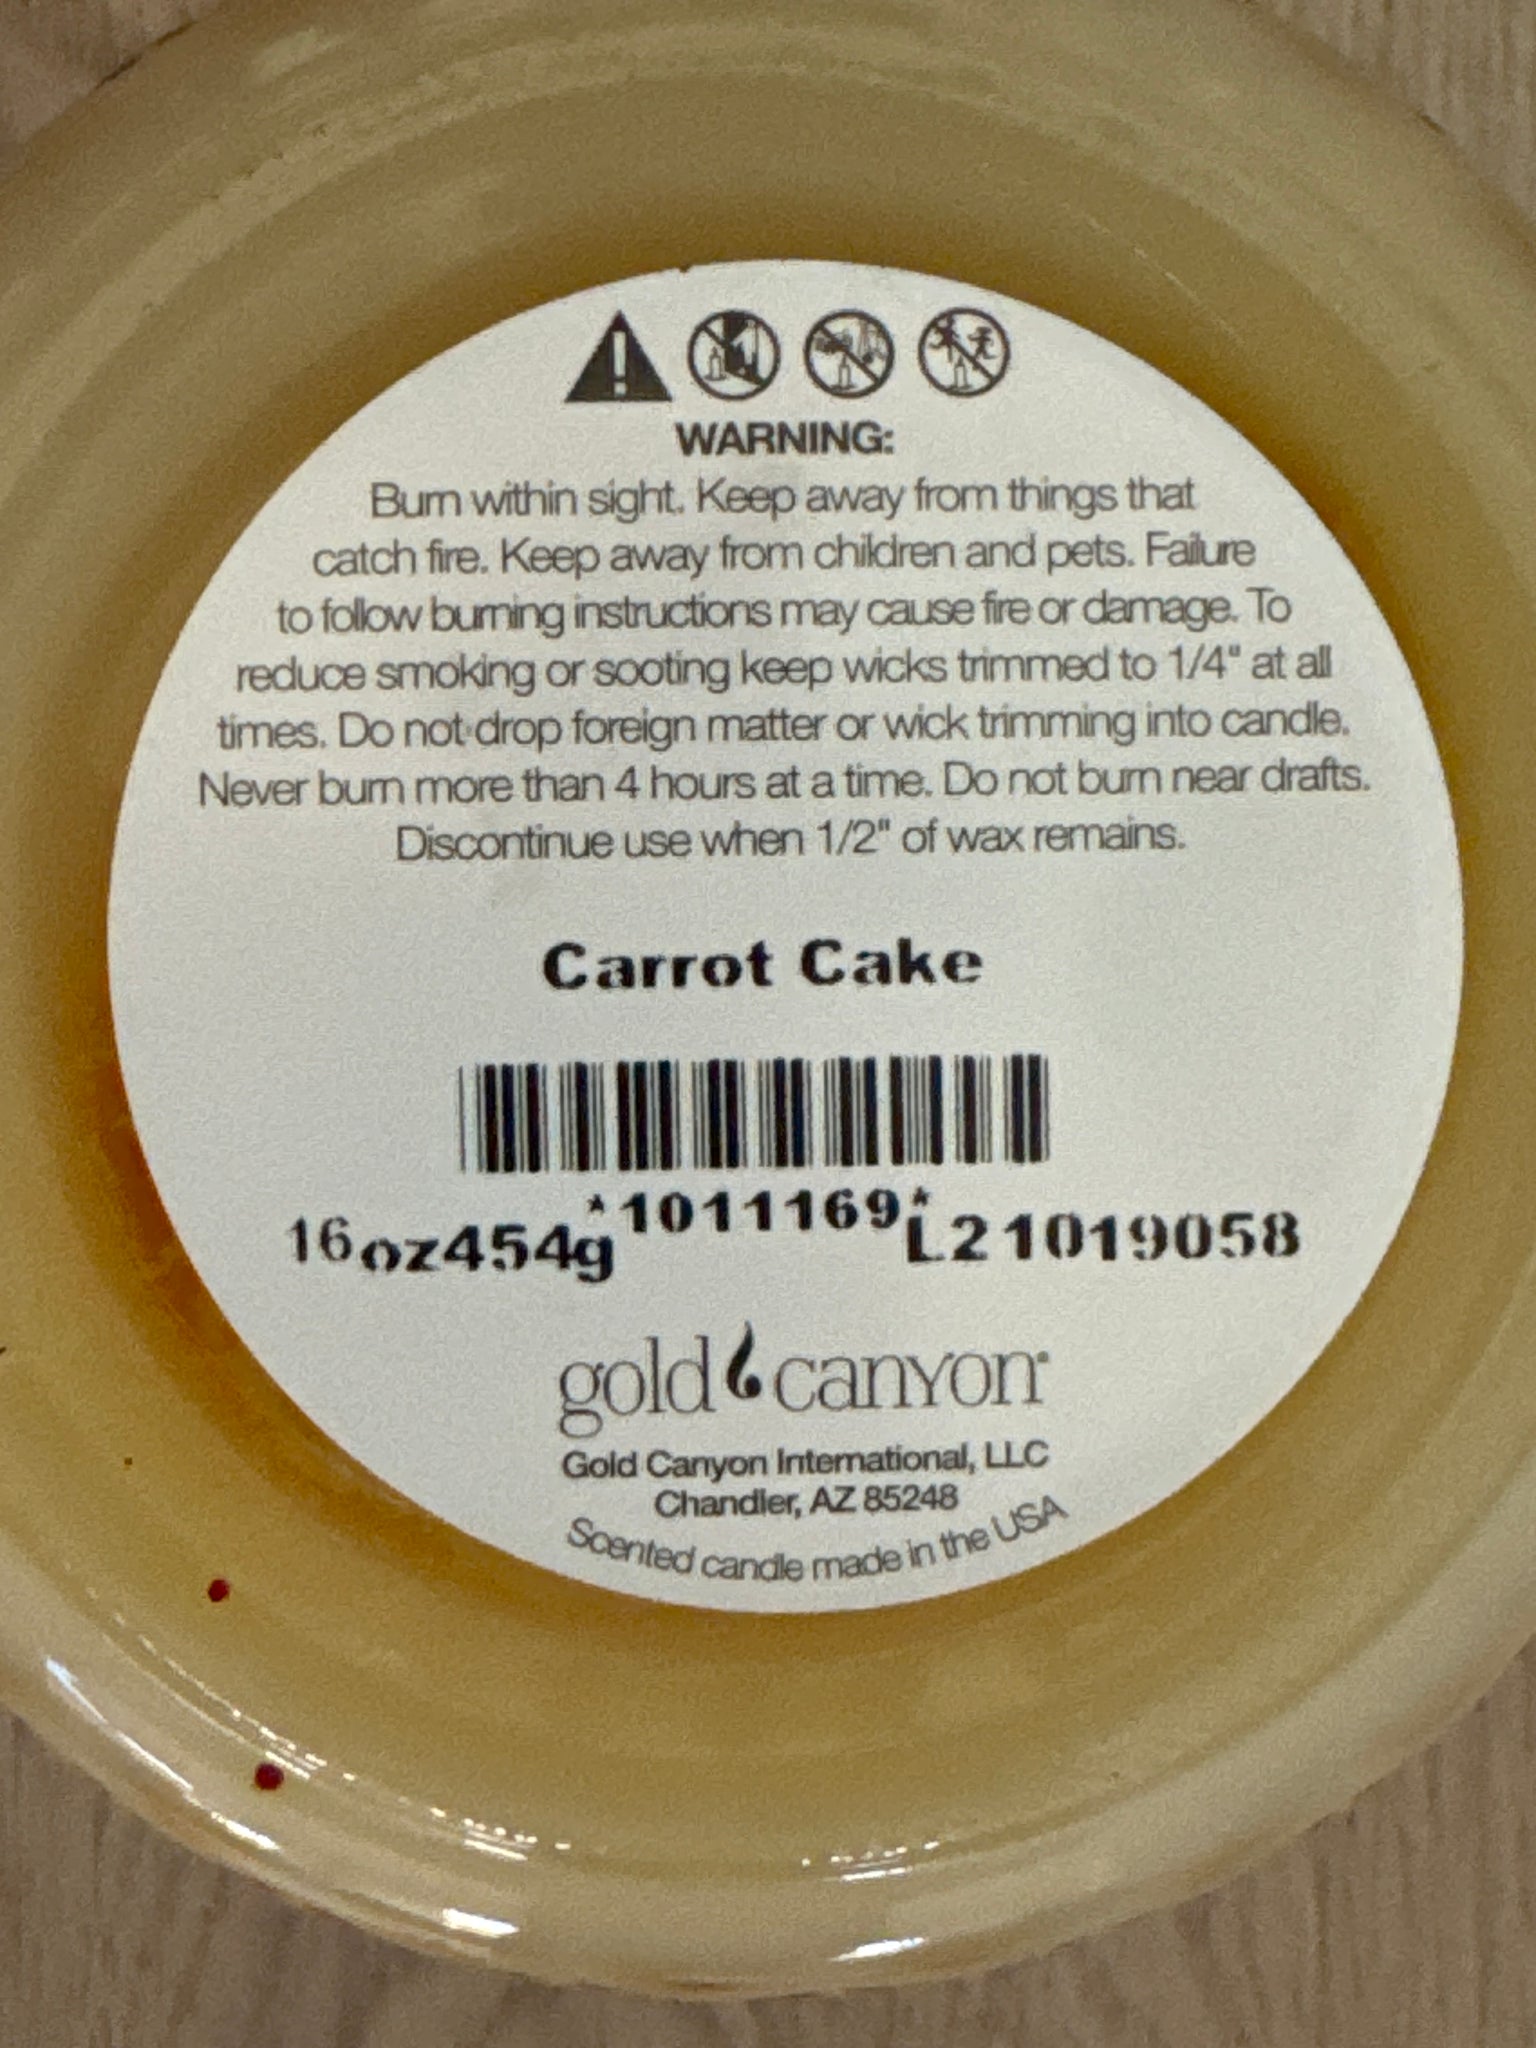 WARNING:
Burn within sight. Keep away from things that
catch fire. Keep away from children and pets. Failure
to follow burning instructions may cause fire or damage. To
reduce smoking or sooting keep wicks trimmed to 1/4" at all
times. Do not drop foreign matter or wick trimming into candle.
Never burn more than 4 hours at a time. Do not burn near drafts.
Discontinue use when 1/2" of wax remains.
Carrot Cake
16oz454g *1011169* L21019058
gold canyon®
Gold Canyon International, LLC
Chandler, AZ 85248
Scented candle made in the USA